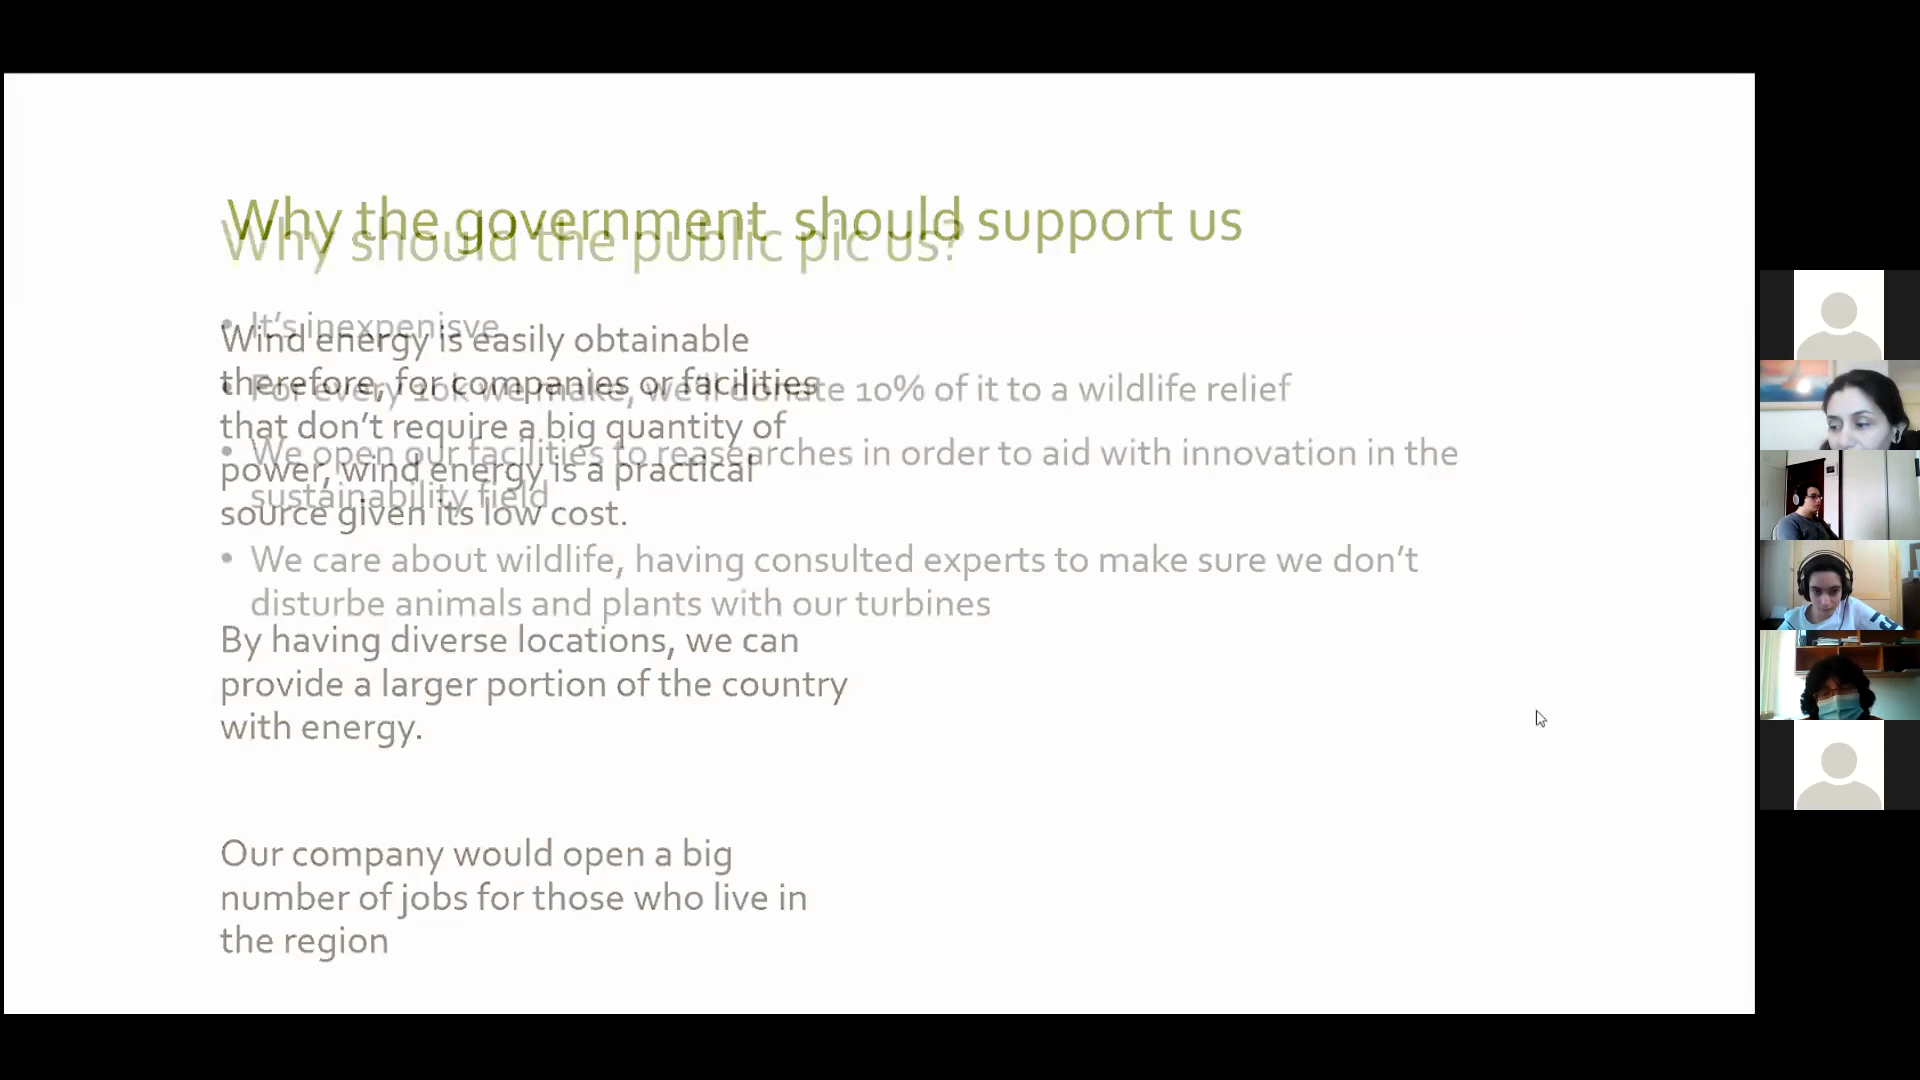 Why the government should support us
Why should the public pic us?
• It's inexpenisve
Wind energy is easily obtainable
therefore, for companies or facilities
• For every 10k we make, we'll donate 10% of it to a wildlife relief
that don't require a big quantity of
• We open our facilities to reasearches in order to aid with innovation in the
power, wind energy is a practical
sustainability field
source given its low cost.
• We care about wildlife, having consulted experts to make sure we don't
disturbe animals and plants with our turbines
By having diverse locations, we can
provide a larger portion of the country
with energy.
Our company would open a big
number of jobs for those who live in
the region